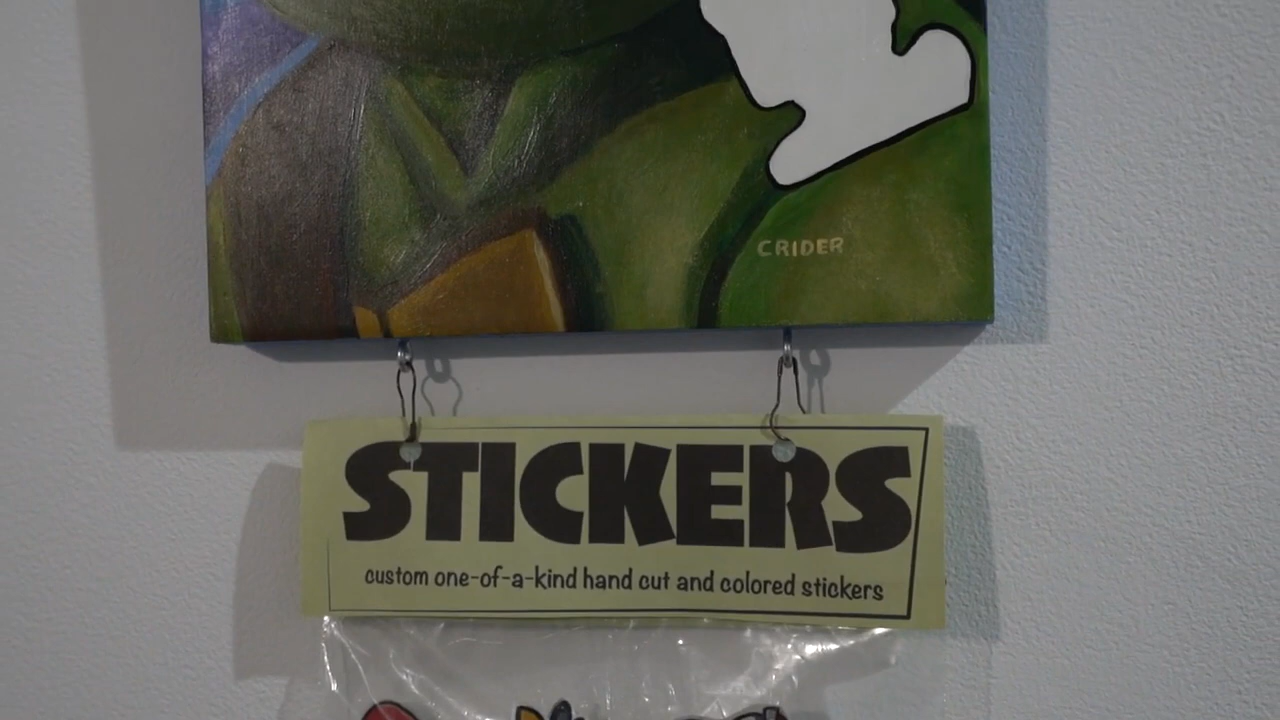 CRIDER
STICKERS
custom one-of-a-kind hand cut and colored stickers